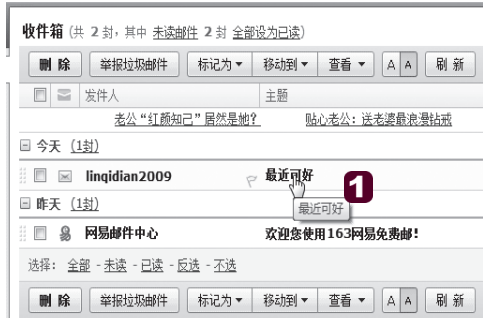 收件箱 (共 2 封, 其中 未读邮件 2 封 全部设为已读)
删 除 举报垃圾邮件 标记为 移动到 查看 A A 刷 新
发件人 主题
老公“红颜知己”居然是她? 贴心老公: 送老婆最浪漫钻戒
今天 (1封)
linqidian2009 最近可好
1
最近可好
昨天 (1封)
网易邮件中心 欢迎您使用163网易免费邮!
选择: 全部 - 未读 - 已读 - 反选 - 不选
删 除 举报垃圾邮件 标记为 移动到 查看 A A 刷 新